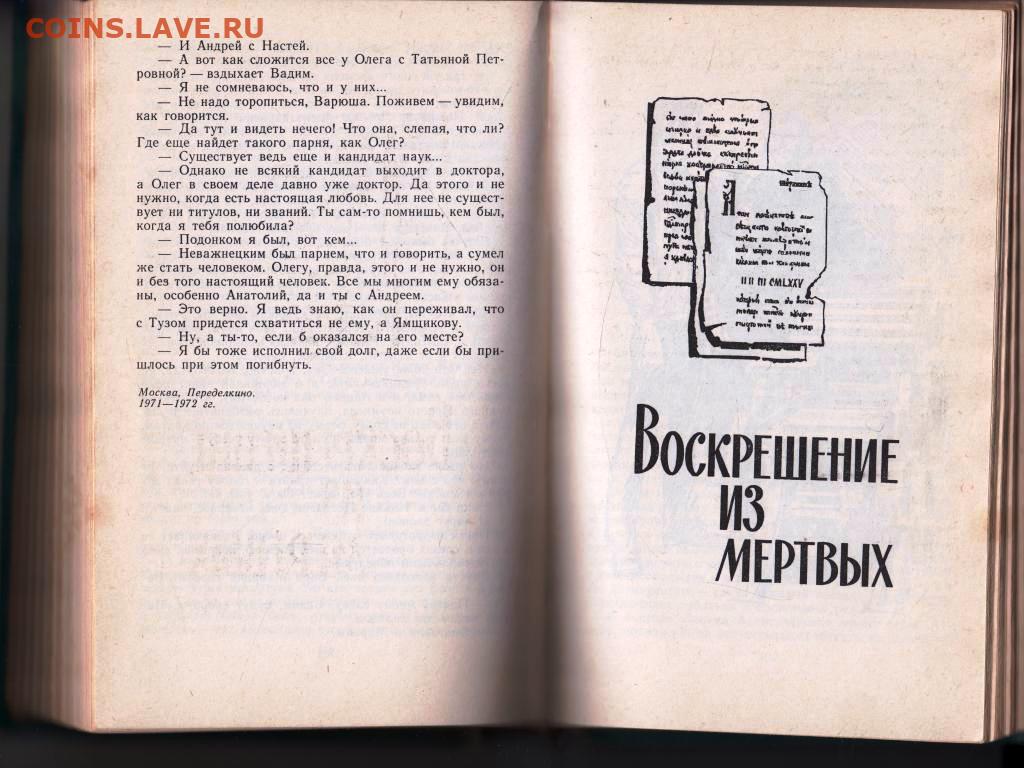 COINS.LAVE.RU
— И Андрей с Настей.
— А вот как сложится все у Олега с Татьяной Пет-
ровной? — вздыхает Вадим.
— Я не сомневаюсь, что и у них...
— Не надо торопиться, Варюша. Поживем — увидим,
как говорится.
— Да тут и видеть нечего! Что она, слепая, что ли?
Где еще найдет такого парня, как Олег?
— Существует ведь еще и кандидат наук...
— Однако не всякий кандидат выходит в доктора,
а Олег в своем деле давно уже доктор. Да этого и не
нужно, когда есть настоящая любовь. Для нее не сущест-
вует ни титулов, ни званий. Ты сам-то помнишь, кем был,
когда я тебя полюбила?
— Подонком я был, вот кем...
— Неважнецким был парнем, что и говорить, а сумел
же стать человеком. Олегу, правда, этого и не нужно, он
и без того настоящий человек. Все мы многим ему обяза-
ны, особенно Анатолий, да и ты с Андреем.
— Это верно. Я ведь знаю, как он переживал, что
с Тузом придется схватиться не ему, а Ямщикову.
— Ну, а ты-то, если б оказался на его месте?
— Я бы тоже исполнил свой долг, даже если бы при-
шлось при этом погибнуть.
Москва, Переделкино.
1971—1972 гг.
II II III CMLXXV
ВОСКРЕШЕНИЕ
ИЗ
МЕРТВЫХ